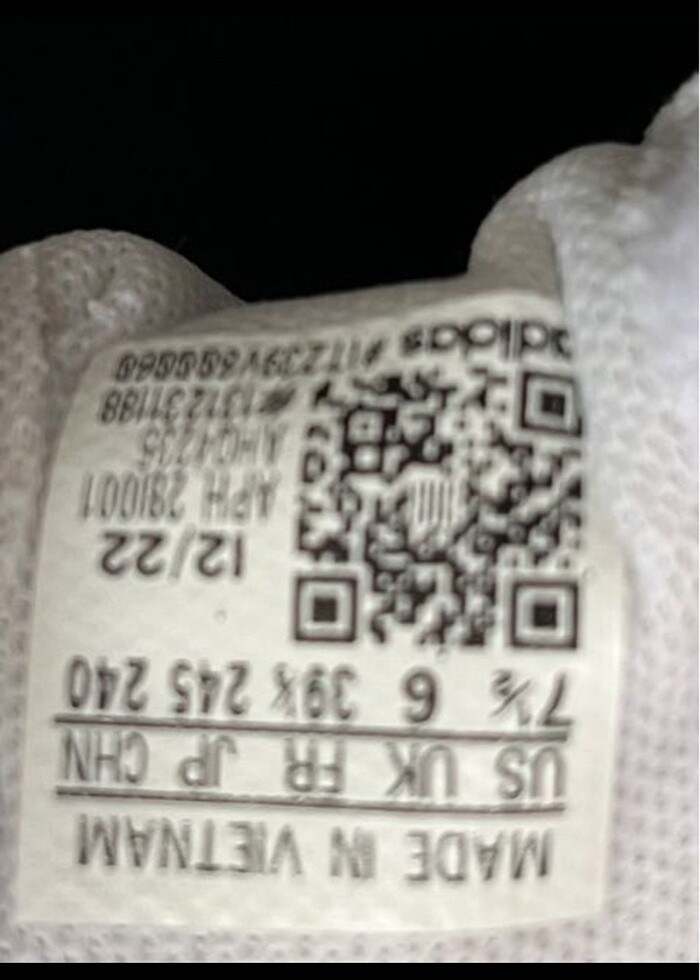 MADE IN VIETNAM
US UK FR JP CHN
7½ 6 39⅓ 245 240
12/22
APH 281001
#131231188
adidas